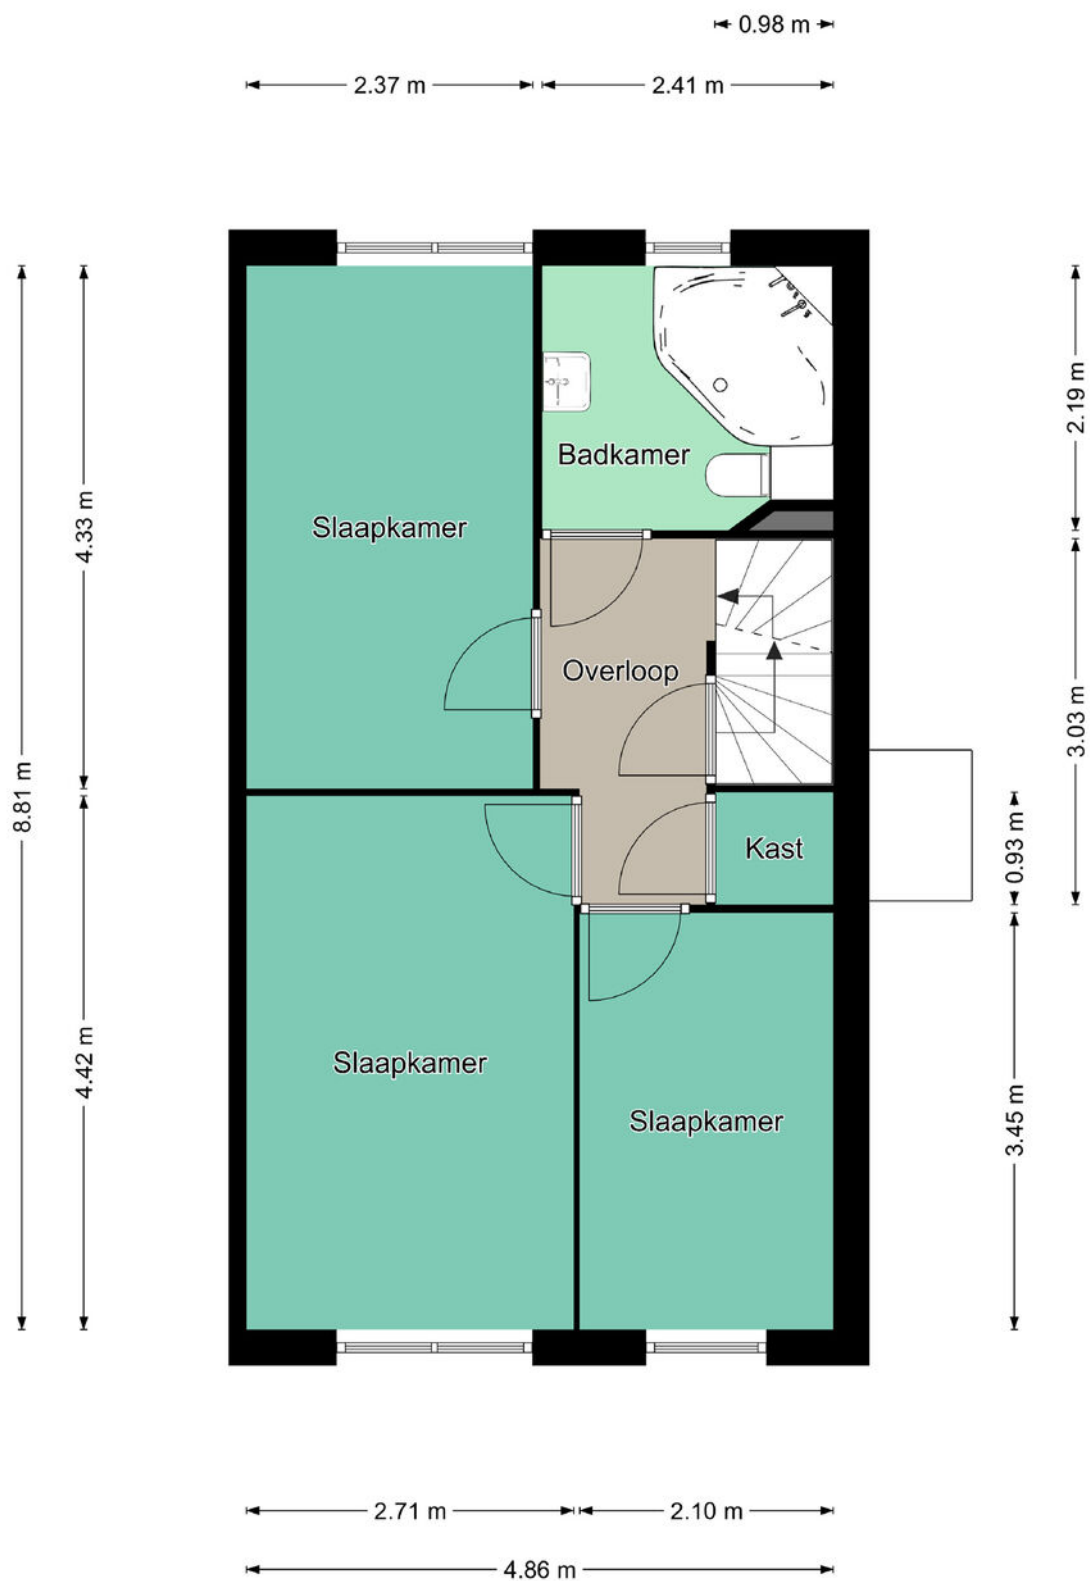 0.98 m
2.37 m
2.41 m
2.19 m
4.33 m
Badkamer
Slaapkamer
Overloop
3.03 m
8.81 m
Kast
0.93 m
4.42 m
Slaapkamer
Slaapkamer
3.45 m
2.71 m
2.10 m
4.86 m